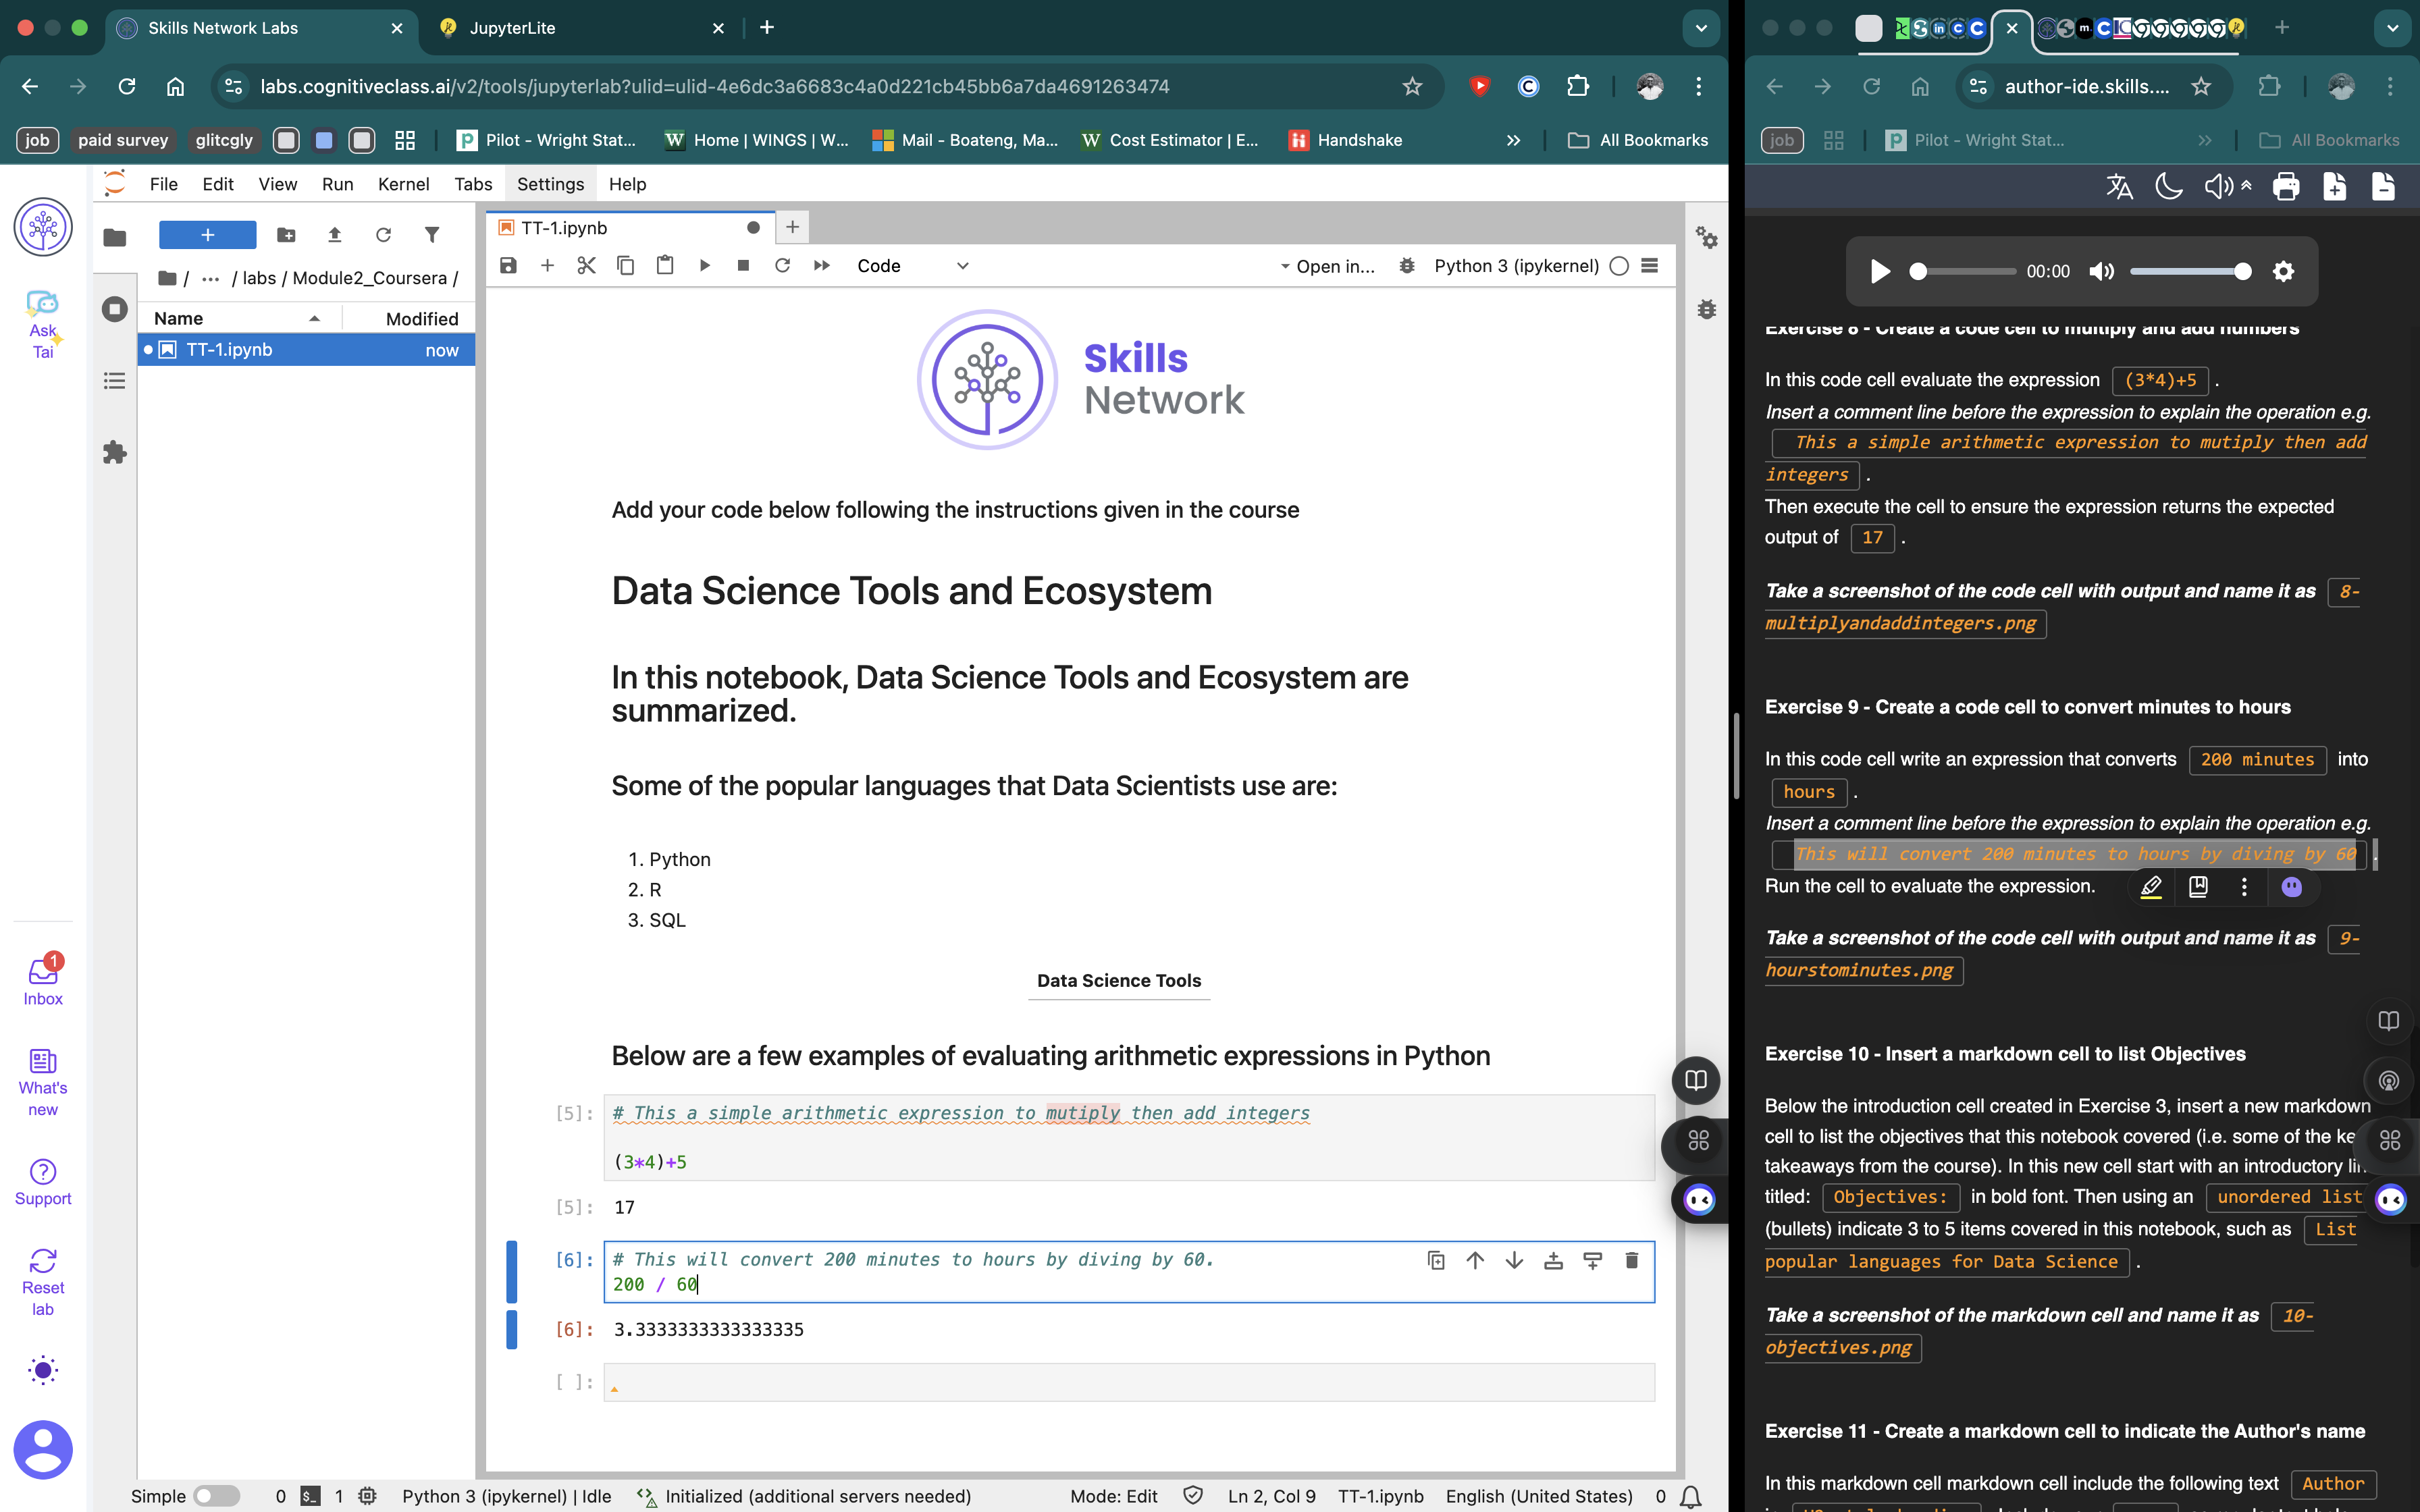 Skills Network Labs
JupyterLite
labs.cognitiveclass.ai/v2/tools/jupyterlab?ulid=ulid-4e6dc3a6683c4a0d221cb45bb6a7da4691263474
author-ide.skills....
job
paid survey
glitcgly
Pilot - Wright Stat...
Home | WINGS | W...
Mail - Boateng, Ma...
Cost Estimator | E...
Handshake
All Bookmarks
job
Pilot - Wright Stat...
All Bookmarks
File Edit View Run Kernel Tabs Settings Help
Ask
Tai
Inbox
1
What's
new
Support
Reset
lab
/ ... / labs / Module2_Coursera /
Name Modified
TT-1.ipynb now
TT-1.ipynb
Code
Open in...
Python 3 (ipykernel)
Skills
Network
Add your code below following the instructions given in the course
Data Science Tools and Ecosystem
In this notebook, Data Science Tools and Ecosystem are
summarized.
Some of the popular languages that Data Scientists use are:
1. Python
2. R
3. SQL
Data Science Tools
Below are a few examples of evaluating arithmetic expressions in Python
[5]: # This a simple arithmetic expression to mutiply then add integers
(3*4)+5
[5]: 17
[6]: # This will convert 200 minutes to hours by diving by 60.
200 / 60
[6]: 3.3333333333333335
[ ]:
Simple 0 $_ 1 Python 3 (ipykernel) | Idle Initialized (additional servers needed) Mode: Edit Ln 2, Col 9 TT-1.ipynb English (United States) 0
00:00
Exercise 8 - Create a code cell to multiply and add numbers
In this code cell evaluate the expression (3*4)+5 .
Insert a comment line before the expression to explain the operation e.g.
This a simple arithmetic expression to mutiply then add
integers .
Then execute the cell to ensure the expression returns the expected
output of 17 .
Take a screenshot of the code cell with output and name it as 8-
multiplyandaddintegers.png
Exercise 9 - Create a code cell to convert minutes to hours
In this code cell write an expression that converts 200 minutes into
hours .
Insert a comment line before the expression to explain the operation e.g.
This will convert 200 minutes to hours by diving by 60 .
Run the cell to evaluate the expression.
Take a screenshot of the code cell with output and name it as 9-
hourstominutes.png
Exercise 10 - Insert a markdown cell to list Objectives
Below the introduction cell created in Exercise 3, insert a new markdown
cell to list the objectives that this notebook covered (i.e. some of the
takeaways from the course). In this new cell start with an introductory
titled: Objectives: in bold font. Then using an unordered list
(bullets) indicate 3 to 5 items covered in this notebook, such as List
popular languages for Data Science .
Take a screenshot of the markdown cell and name it as 10-
objectives.png
Exercise 11 - Create a markdown cell to indicate the Author's name
In this markdown cell markdown cell include the following text Author